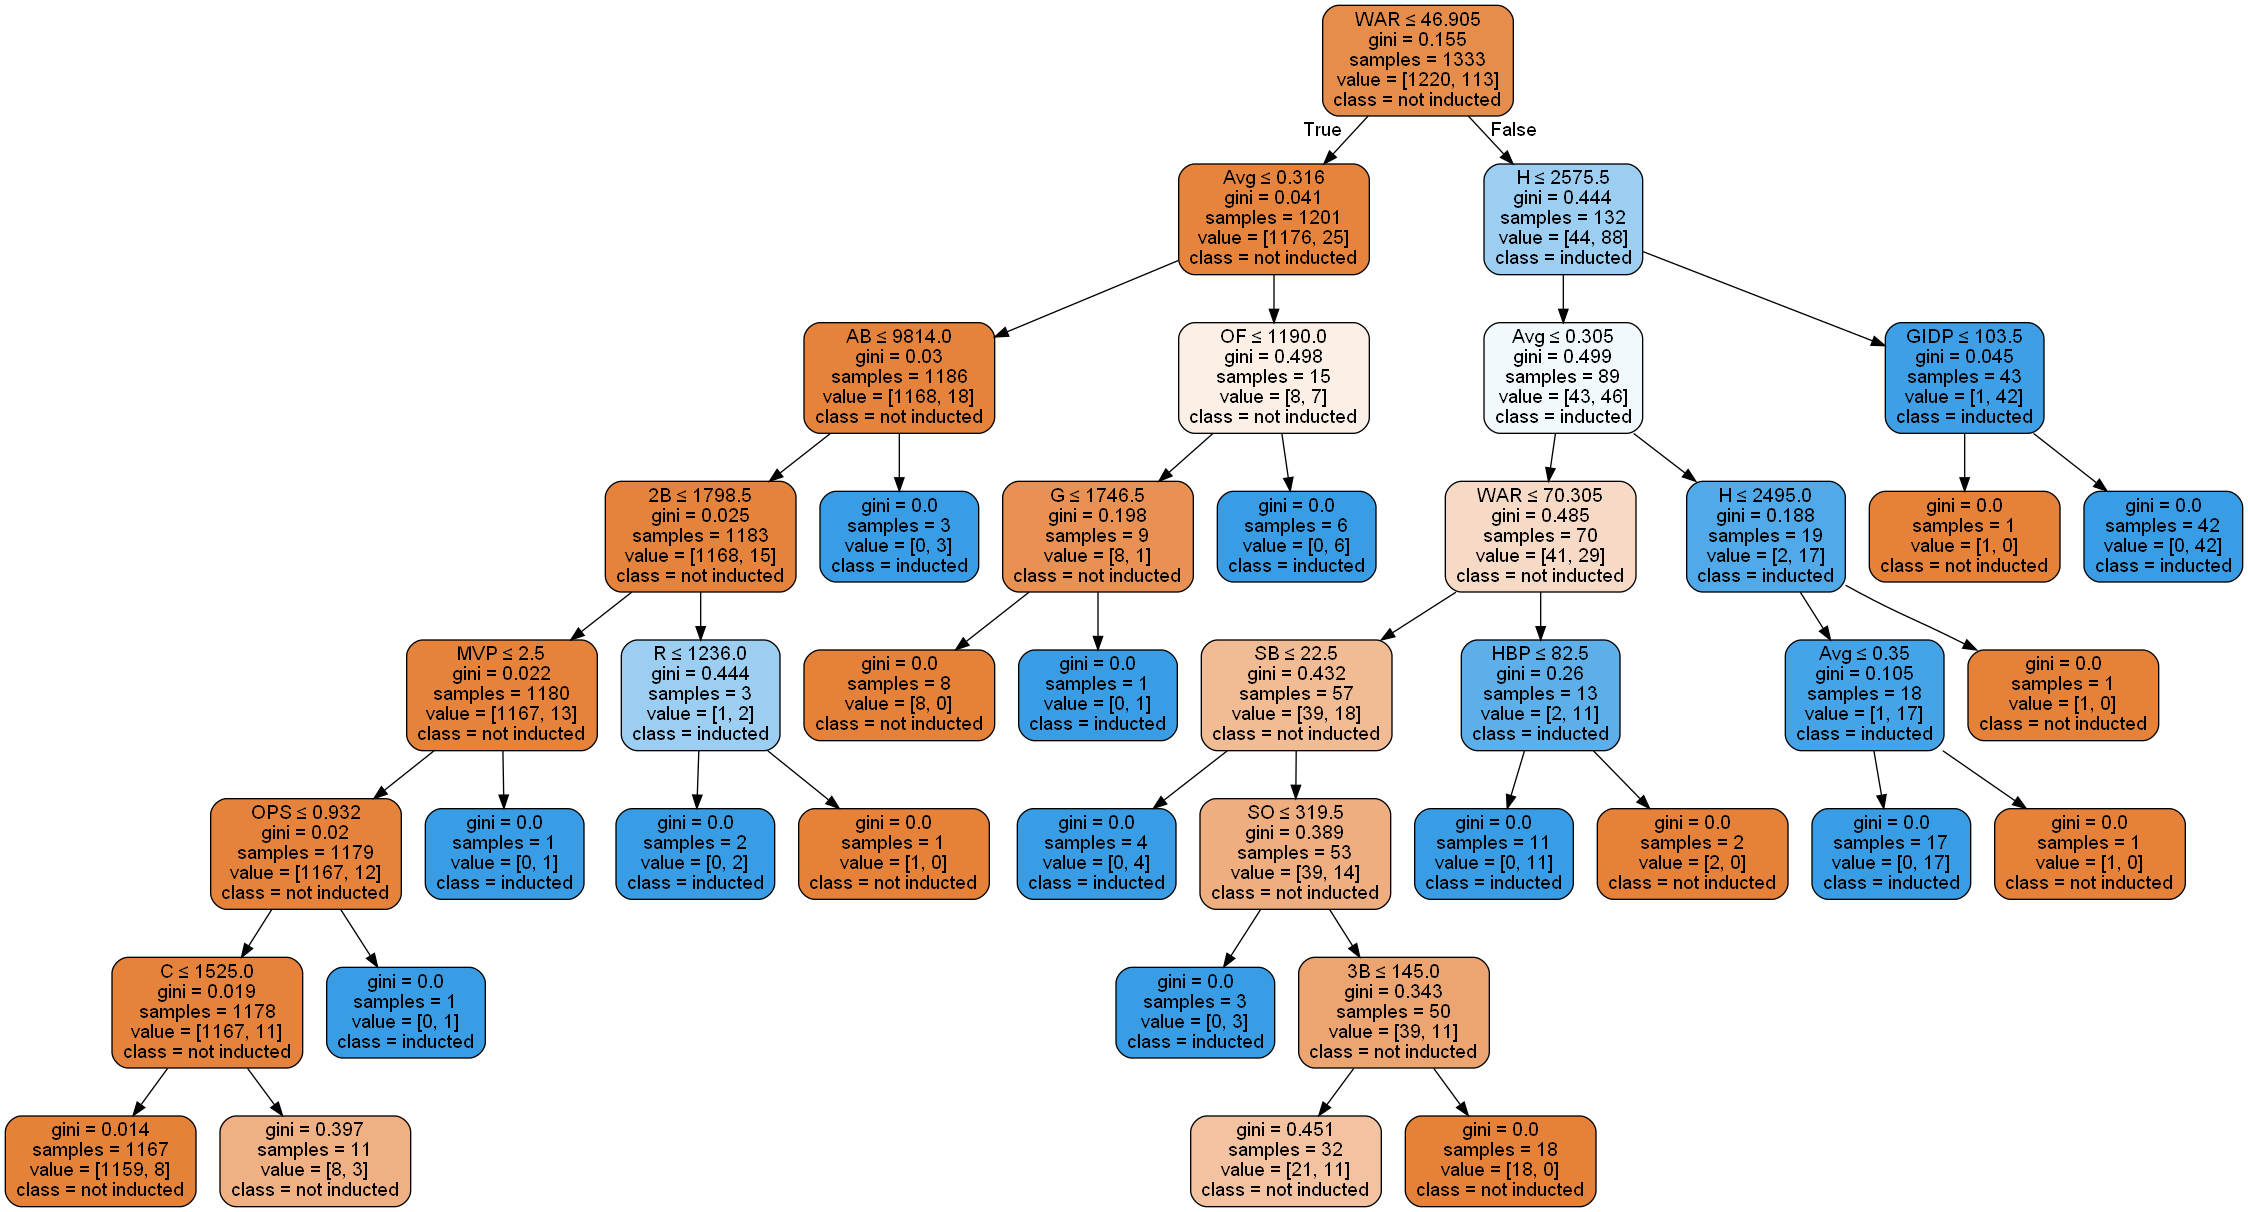 WAR ≤ 46.905
gini = 0.155
samples = 1333
value = [1220, 113]
class = not inducted
True
False
Avg ≤ 0.316
gini = 0.041
samples = 1201
value = [1176, 25]
class = not inducted
H ≤ 2575.5
gini = 0.444
samples = 132
value = [44, 88]
class = inducted
AB ≤ 9814.0
gini = 0.03
samples = 1186
value = [1168, 18]
class = not inducted
OF ≤ 1190.0
gini = 0.498
samples = 15
value = [8, 7]
class = not inducted
Avg ≤ 0.305
gini = 0.499
samples = 89
value = [43, 46]
class = inducted
GIDP ≤ 103.5
gini = 0.045
samples = 43
value = [1, 42]
class = inducted
2B ≤ 1798.5
gini = 0.025
samples = 1183
value = [1168, 15]
class = not inducted
gini = 0.0
samples = 3
value = [0, 3]
class = inducted
G ≤ 1746.5
gini = 0.198
samples = 9
value = [8, 1]
class = not inducted
gini = 0.0
samples = 6
value = [0, 6]
class = inducted
WAR ≤ 70.305
gini = 0.485
samples = 70
value = [41, 29]
class = not inducted
H ≤ 2495.0
gini = 0.188
samples = 19
value = [2, 17]
class = inducted
gini = 0.0
samples = 1
value = [1, 0]
class = not inducted
gini = 0.0
samples = 42
value = [0, 42]
class = inducted
MVP ≤ 2.5
gini = 0.022
samples = 1180
value = [1167, 13]
class = not inducted
R ≤ 1236.0
gini = 0.444
samples = 3
value = [1, 2]
class = inducted
gini = 0.0
samples = 8
value = [8, 0]
class = not inducted
gini = 0.0
samples = 1
value = [0, 1]
class = inducted
SB ≤ 22.5
gini = 0.432
samples = 57
value = [39, 18]
class = not inducted
HBP ≤ 82.5
gini = 0.26
samples = 13
value = [2, 11]
class = inducted
Avg ≤ 0.35
gini = 0.105
samples = 18
value = [1, 17]
class = inducted
gini = 0.0
samples = 1
value = [1, 0]
class = not inducted
OPS ≤ 0.932
gini = 0.02
samples = 1179
value = [1167, 12]
class = not inducted
gini = 0.0
samples = 1
value = [0, 1]
class = inducted
gini = 0.0
samples = 2
value = [0, 2]
class = inducted
gini = 0.0
samples = 1
value = [1, 0]
class = not inducted
gini = 0.0
samples = 4
value = [0, 4]
class = inducted
SO ≤ 319.5
gini = 0.389
samples = 53
value = [39, 14]
class = not inducted
gini = 0.0
samples = 11
value = [0, 11]
class = inducted
gini = 0.0
samples = 2
value = [2, 0]
class = not inducted
gini = 0.0
samples = 17
value = [0, 17]
class = inducted
gini = 0.0
samples = 1
value = [1, 0]
class = not inducted
C ≤ 1525.0
gini = 0.019
samples = 1178
value = [1167, 11]
class = not inducted
gini = 0.0
samples = 1
value = [0, 1]
class = inducted
gini = 0.0
samples = 3
value = [0, 3]
class = inducted
3B ≤ 145.0
gini = 0.343
samples = 50
value = [39, 11]
class = not inducted
gini = 0.014
samples = 1167
value = [1159, 8]
class = not inducted
gini = 0.397
samples = 11
value = [8, 3]
class = not inducted
gini = 0.451
samples = 32
value = [21, 11]
class = not inducted
gini = 0.0
samples = 18
value = [18, 0]
class = not inducted